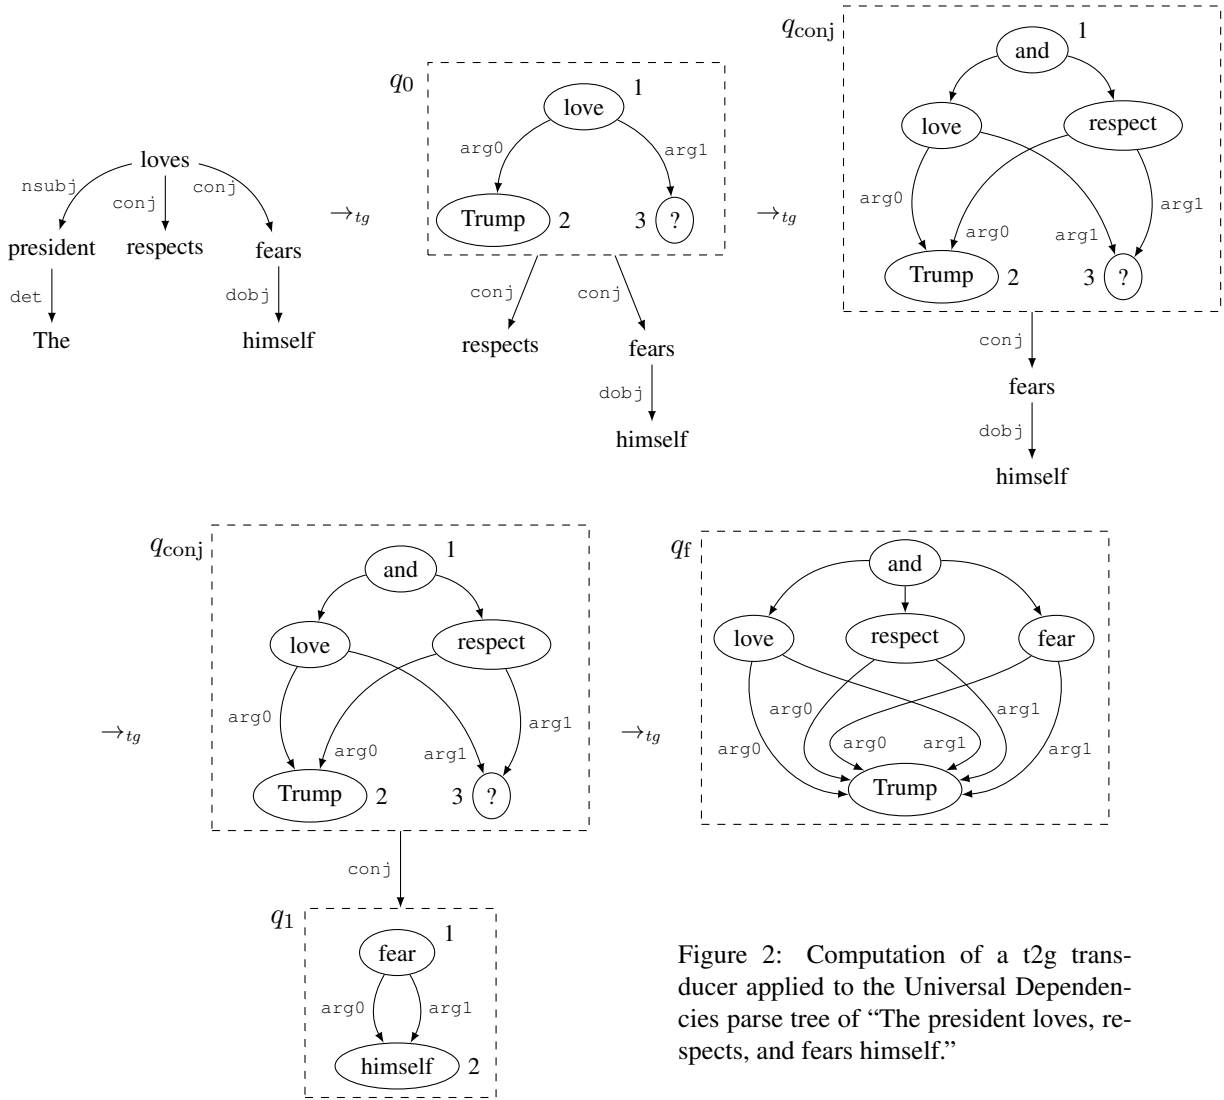 loves
nsubj
conj
conj
president
respects
fears
det
dobj
The
himself
→tg
q0
love
1
arg0
arg1
Trump
2
3
?
conj
conj
respects
fears
dobj
himself
→tg
qconj
and
1
love
respect
arg0
arg0
arg1
arg1
Trump
2
3
?
conj
fears
dobj
himself
→tg
qconj
and
1
love
respect
arg0
arg0
arg1
arg1
Trump
2
3
?
conj
q1
fear
1
arg0
arg1
himself
2
→tg
qf
and
love
respect
fear
arg0
arg1
arg0
arg0
arg1
arg1
Trump
Figure 2: Computation of a t2g trans-
ducer applied to the Universal Dependen-
cies parse tree of “The president loves, re-
spects, and fears himself.”